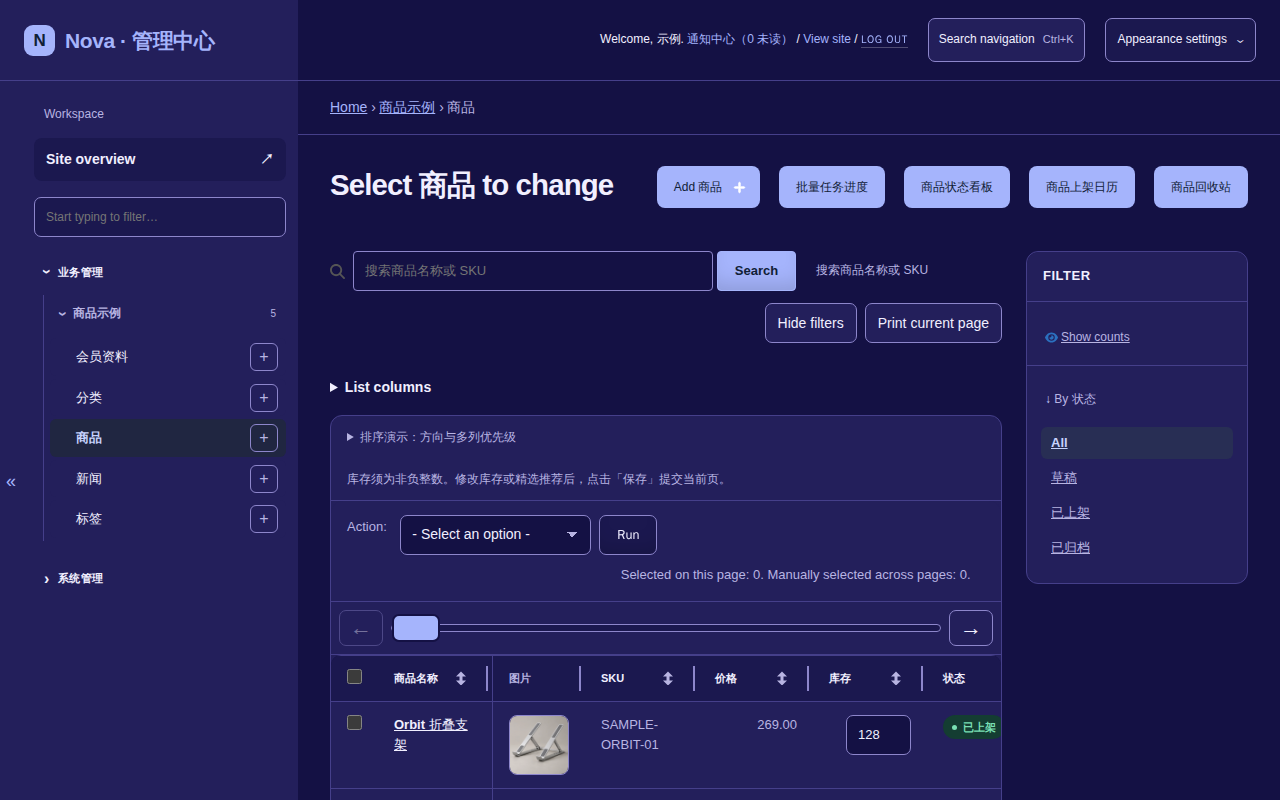 N Nova · 管理中心
Welcome, 示例. 通知中心（0 未读） / View site / LOG OUT
Search navigation Ctrl+K
Appearance settings
Workspace
Site overview ↗
Start typing to filter…
业务管理
商品示例 5
会员资料 +
分类 +
商品 +
新闻 +
标签 +
系统管理
«
Home › 商品示例 › 商品
Select 商品 to change
Add 商品 +
批量任务进度
商品状态看板
商品上架日历
商品回收站
搜索商品名称或 SKU
Search
搜索商品名称或 SKU
Hide filters
Print current page
List columns
排序演示：方向与多列优先级
库存须为非负整数。修改库存或精选推荐后，点击「保存」提交当前页。
Action: - Select an option - Run
Selected on this page: 0. Manually selected across pages: 0.
← →
商品名称 图片 SKU 价格 库存 状态
Orbit 折叠支架 SAMPLE-ORBIT-01 269.00 128 已上架
FILTER
Show counts
↓ By 状态
All
草稿
已上架
已归档